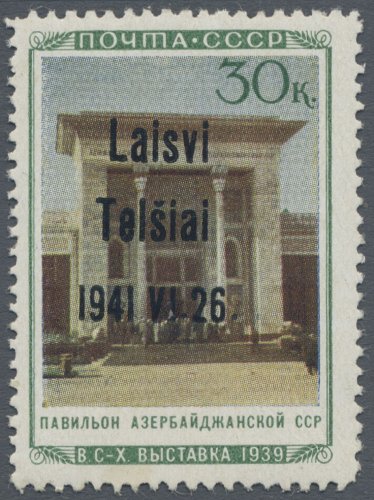 ПОЧТА·СССР
30К.
Laisvi
Telšiai
1941 VI.26.
ПАВИЛЬОН АЗЕРБАЙДЖАНСКОЙ ССР
В.С-Х. ВЫСТАВКА 1939